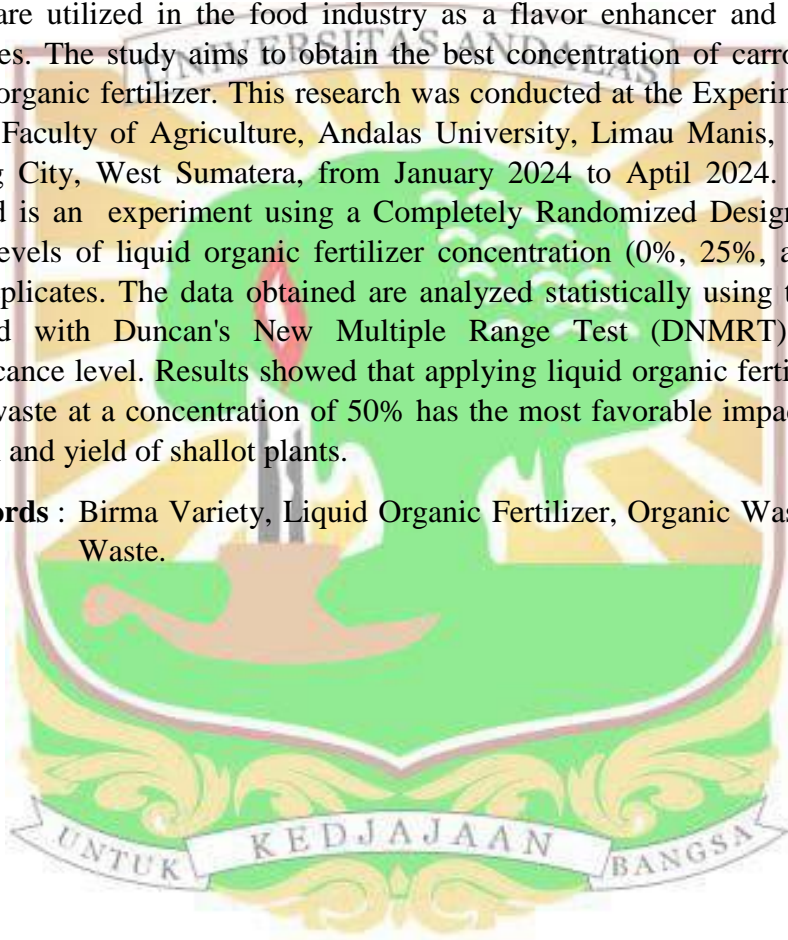 are utilized in the food industry as a flavor enhancer and
es. The study aims to obtain the best concentration of carro
UNIVERSITAS ANDALAS
organic fertilizer. This research was conducted at the Experin
Faculty of Agriculture, Andalas University, Limau Manis,
g City, West Sumatera, from January 2024 to Aptil 2024.
d is an experiment using a Completely Randomized Design
evels of liquid organic fertilizer concentration (0%, 25%, a
plicates. The data obtained are analyzed statistically using t
d with Duncan's New Multiple Range Test (DNMRT)
cance level. Results showed that applying liquid organic ferti
waste at a concentration of 50% has the most favorable impac
and yield of shallot plants.
ords : Birma Variety, Liquid Organic Fertilizer, Organic Was
Waste.
UNTUK KEDJAJAAN BANGSA